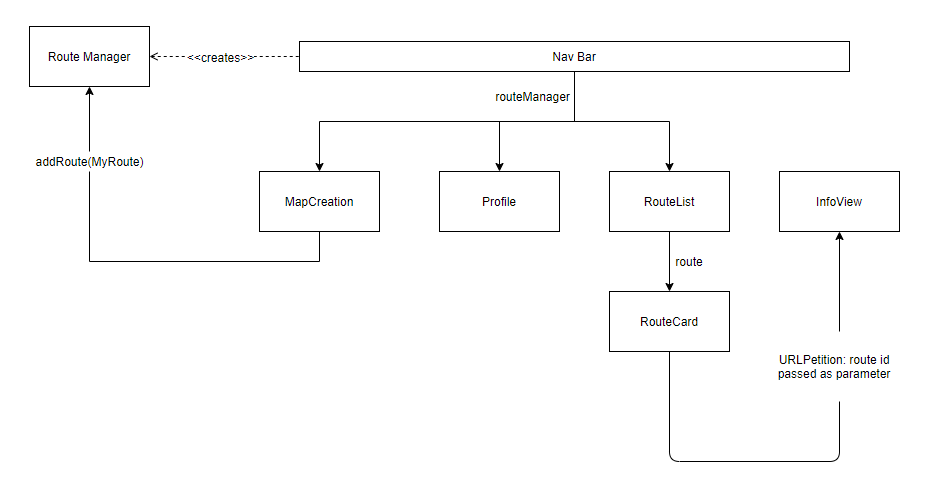 Route Manager
<<creates>>
Nav Bar
routeManager
addRoute(MyRoute)
MapCreation
Profile
RouteList
InfoView
route
RouteCard
URLPetition: route id
passed as parameter